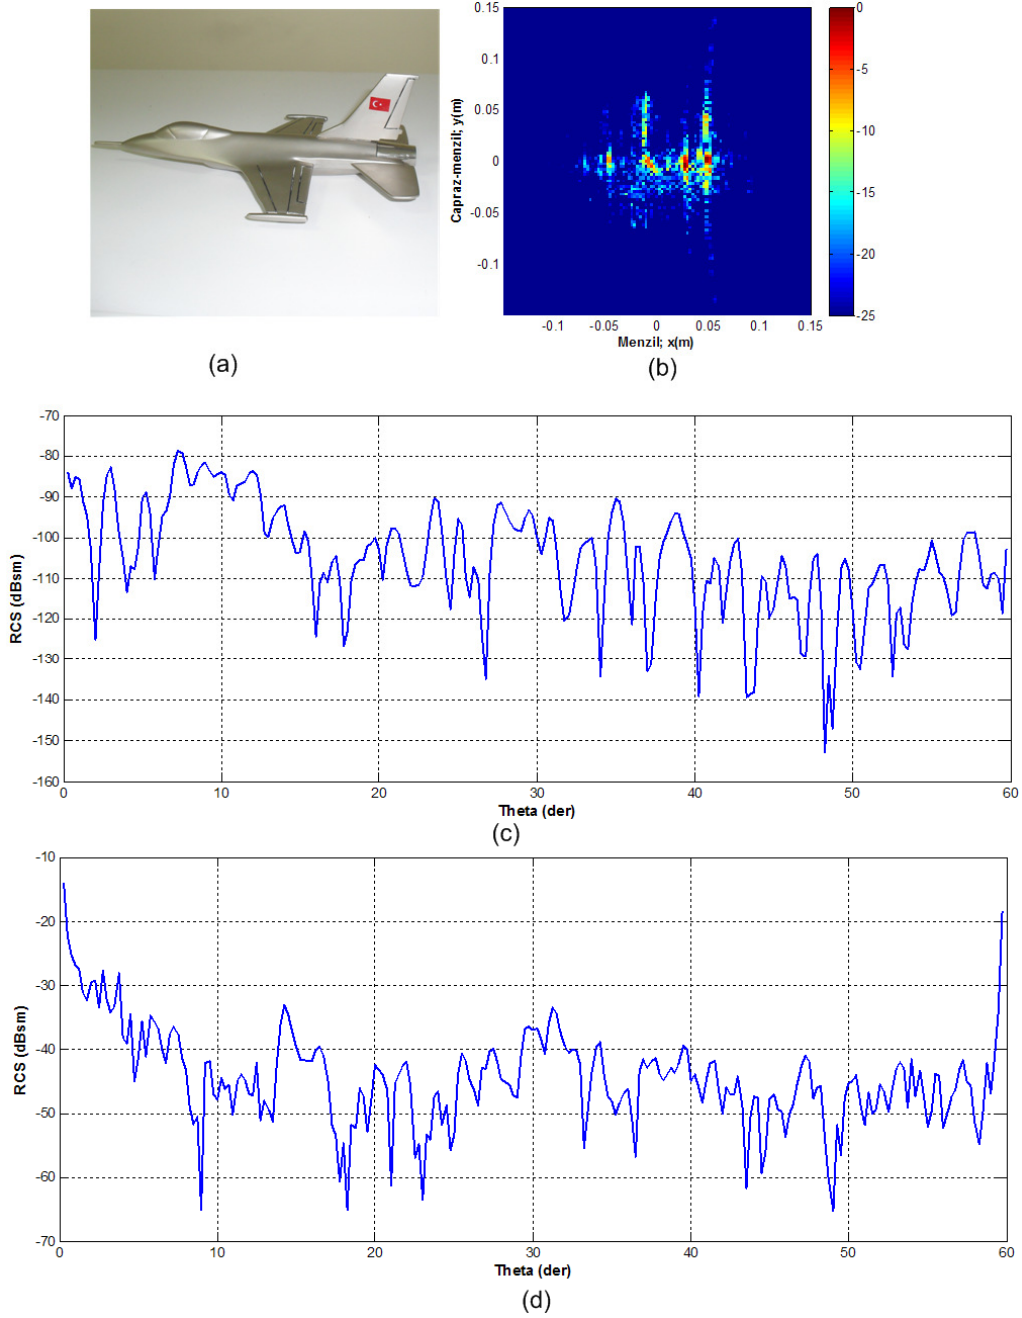 0.15
0.1
0.05
0
-0.05
-0.1
Capraz-menzil; y(m)
-0.1 -0.05 0 0.05 0.1 0.15
Menzil; x(m)
0
-5
-10
-15
-20
-25
(a)
(b)
-70
-80
-90
-100
-110
-120
-130
-140
-150
-160
RCS (dBsm)
0 10 20 30 40 50 60
Theta (der)
(c)
-10
-20
-30
-40
-50
-60
-70
RCS (dBsm)
0 10 20 30 40 50 60
Theta (der)
(d)